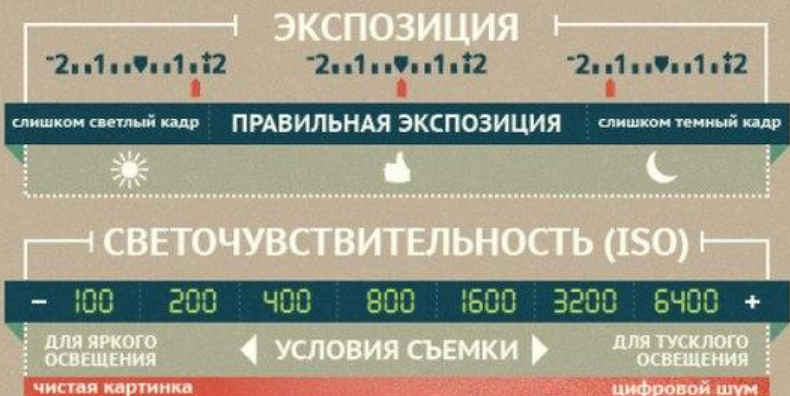 ЭКСПОЗИЦИЯ
-2..1..▼..1..+2 -2..1..▼..1..+2 -2..1..▼..1..+2
слишком светлый кадр ПРАВИЛЬНАЯ ЭКСПОЗИЦИЯ слишком темный кадр
СВЕТОЧУВСТВИТЕЛЬНОСТЬ (ISO)
- 100 200 400 800 1600 3200 6400 +
ДЛЯ ЯРКОГО
ОСВЕЩЕНИЯ
УСЛОВИЯ СЪЕМКИ
ДЛЯ ТУСКЛОГО
ОСВЕЩЕНИЯ
чистая картинка цифровой шум